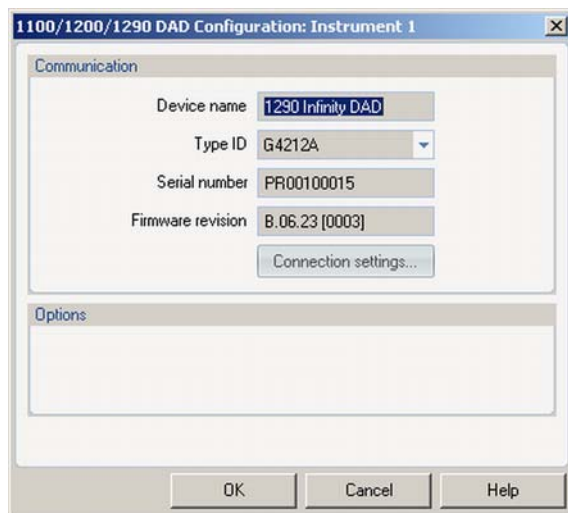 1100/1200/1290 DAD Configuration: Instrument 1
Communication
Device name 1290 Infinity DAD
Type ID G4212A
Serial number PR00100015
Firmware revision B.06.23 [0003]
Connection settings...
Options
OK Cancel Help